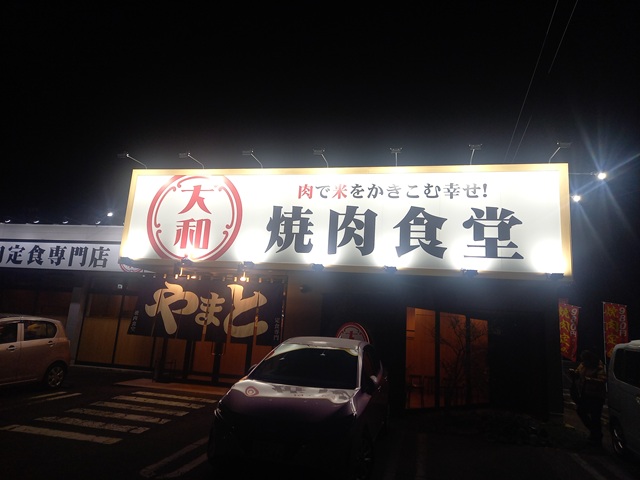 肉で米をかきこむ幸せ!
大和
焼肉食堂
定食専門店
やまと